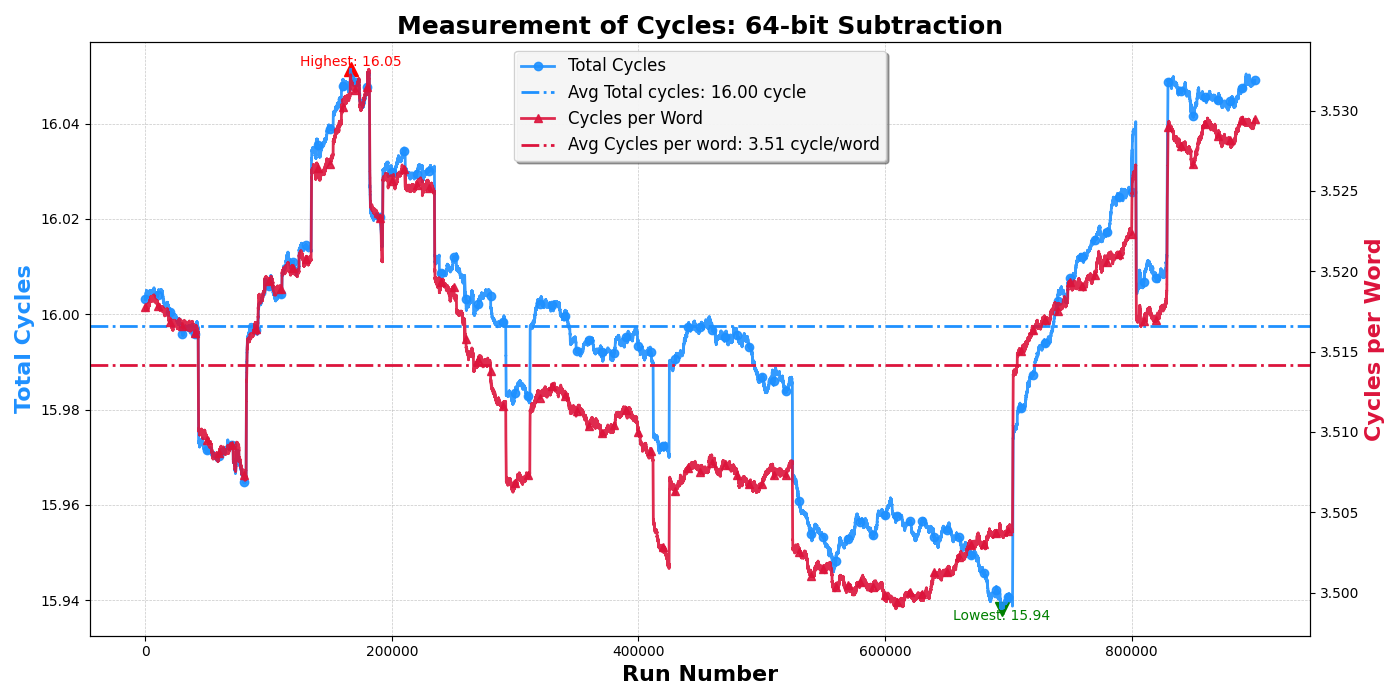 Measurement of Cycles: 64-bit Subtraction
Highest: 16.05
Total Cycles
Avg Total cycles: 16.00 cycle
Cycles per Word
Avg Cycles per word: 3.51 cycle/word
Total Cycles
16.04
16.02
16.00
15.98
15.96
15.94
3.530
3.525
3.520
3.515
3.510
3.505
3.500
Cycles per Word
Lowest: 15.94
0
200000
400000
600000
800000
Run Number